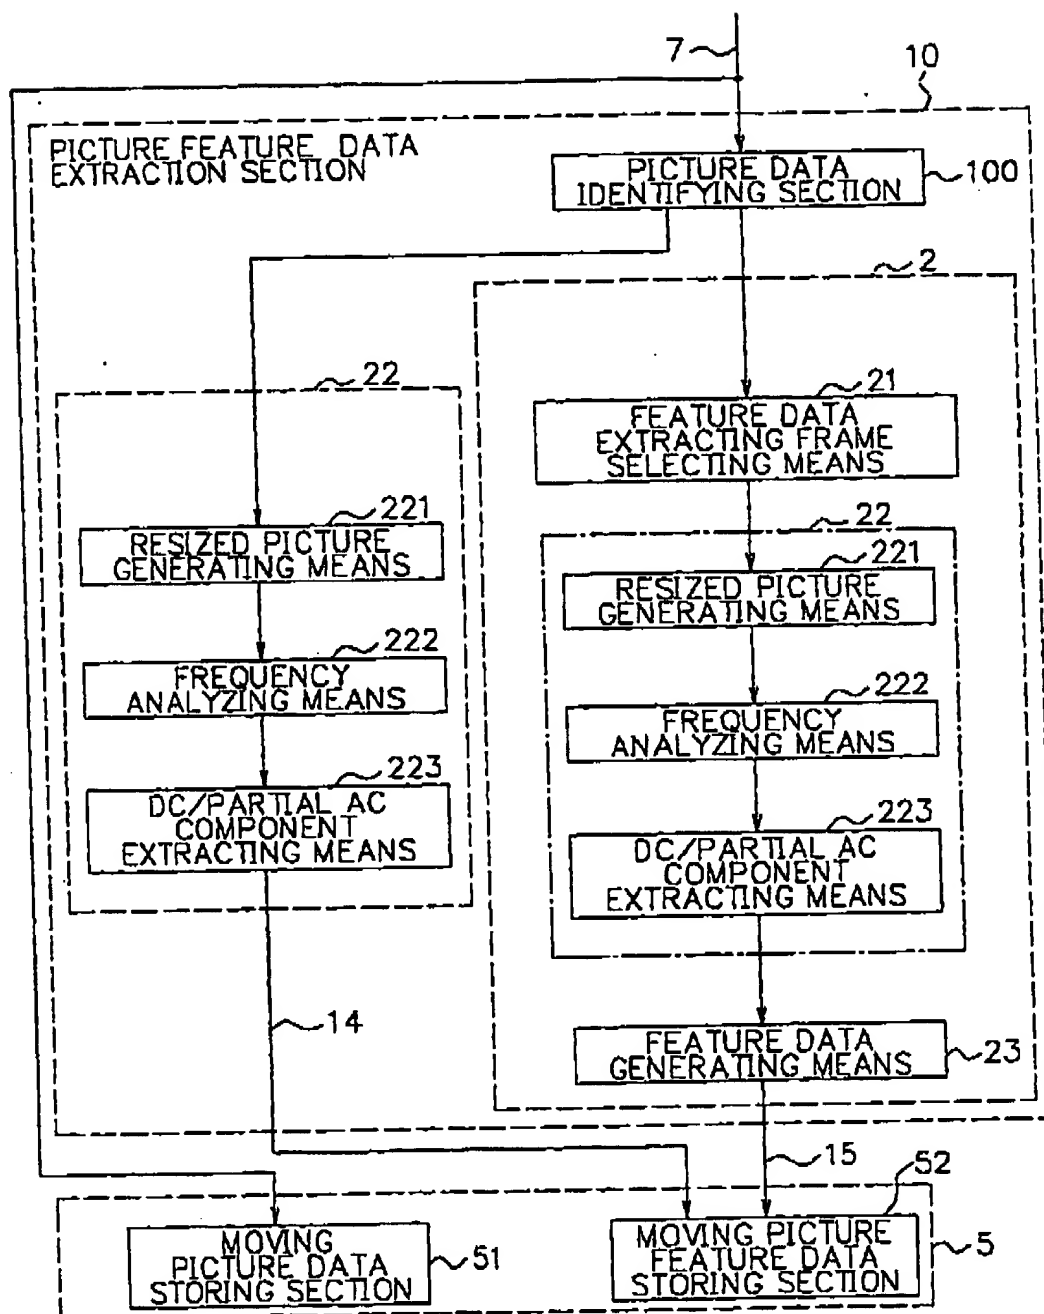 7
10
PICTURE FEATURE DATA
EXTRACTION SECTION
PICTURE DATA
IDENTIFYING SECTION
100
2
22
21
FEATURE DATA
EXTRACTING FRAME
SELECTING MEANS
221
RESIZED PICTURE
GENERATING MEANS
222
FREQUENCY
ANALYZING MEANS
223
DC/PARTIAL AC
COMPONENT
EXTRACTING MEANS
22
221
RESIZED PICTURE
GENERATING MEANS
222
FREQUENCY
ANALYZING MEANS
223
DC/PARTIAL AC
COMPONENT
EXTRACTING MEANS
14
FEATURE DATA
GENERATING MEANS
23
15
52
MOVING
PICTURE DATA
STORING SECTION
51
MOVING PICTURE
FEATURE DATA
STORING SECTION
5